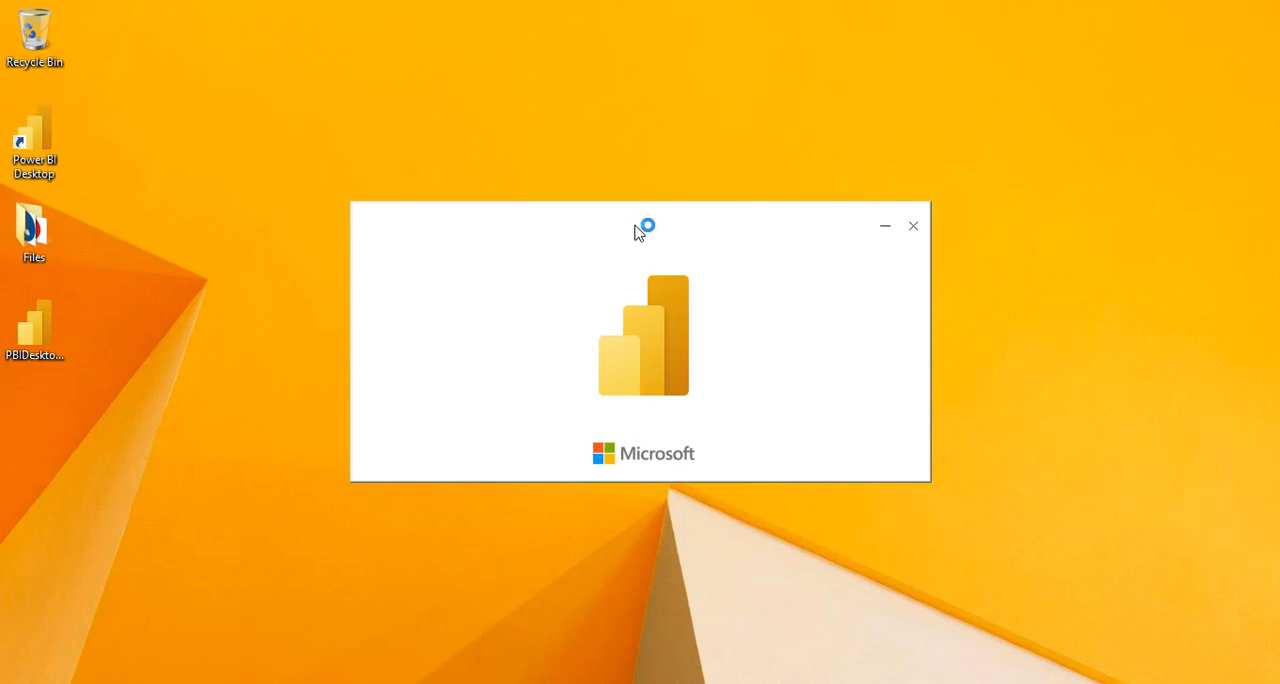 Recycle Bin
Power BI
Desktop
Files
PBIDeskto...
Microsoft